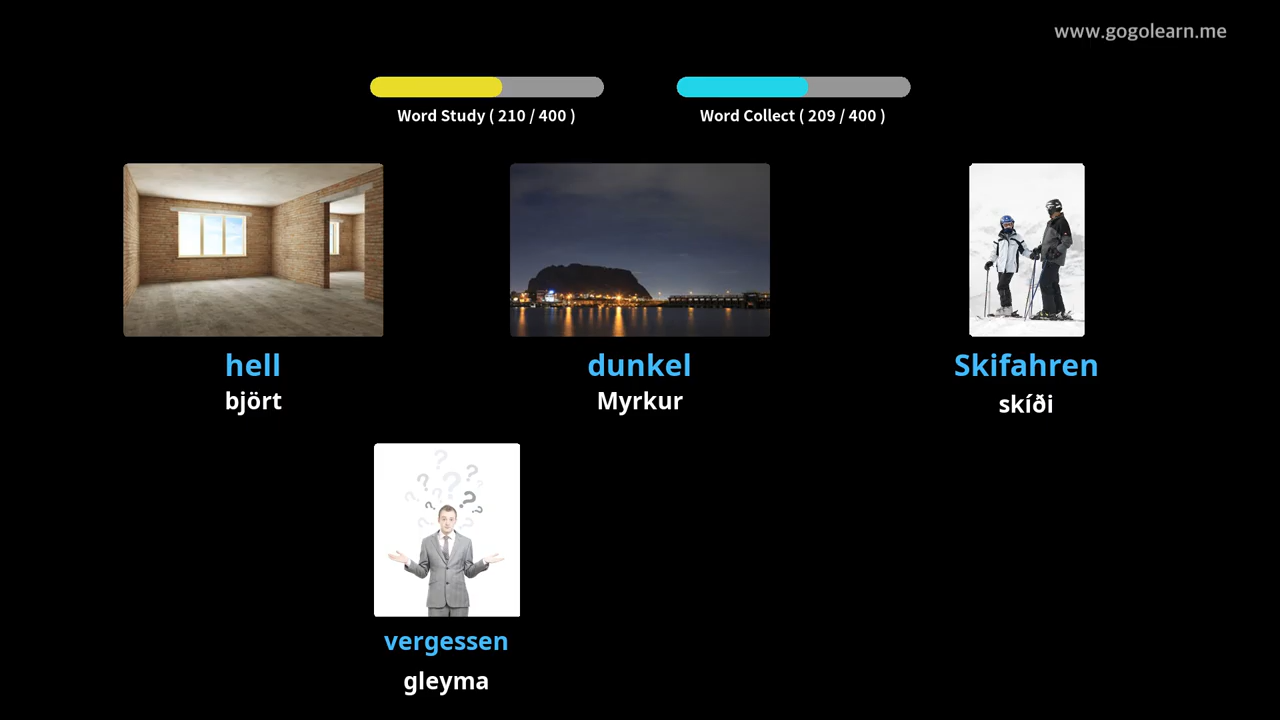 www.gogolearn.me
Word Study ( 210 / 400 )
Word Collect ( 209 / 400 )
hell
björt
dunkel
Myrkur
Skifahren
skíði
vergessen
gleyma